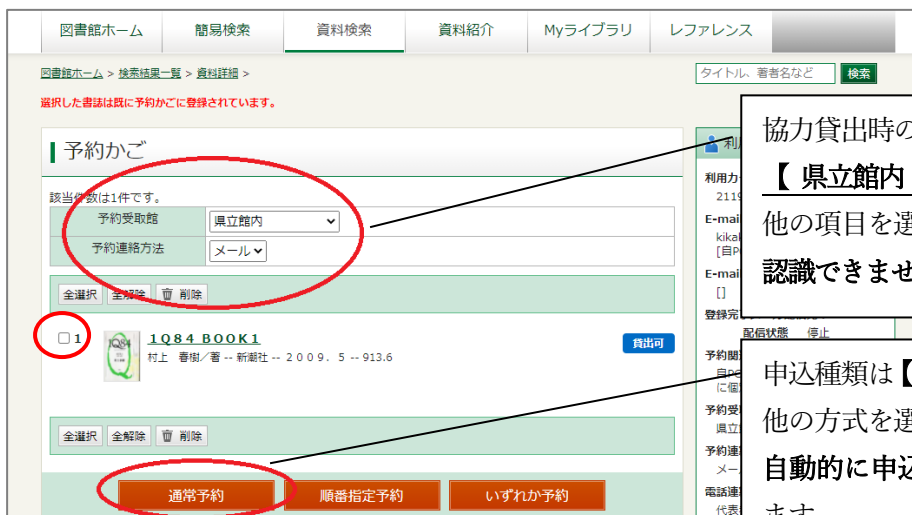 図書館ホーム 簡易検索 資料検索 資料紹介 Myライブラリ レファレンス
図書館ホーム > 検索結果一覧 > 資料詳細 >
タイトル、著者名など 検索
選択した書誌は既に予約かごに登録されています。
予約かご
該当件数は1件です。
予約受取館 県立館内
予約連絡方法 メール
全選択 全解除 削除
1 1Q84 BOOK1
貸出可
村上 春樹／著 -- 新潮社 -- ２００９．５ -- 913.6
全選択 全解除 削除
通常予約 順番指定予約 いずれか予約
利
利用カ
2119
E-mai
kikal
[自P
E-mai
[]
登録完
配信状態 停止
予約関
自PC
に個
予約受
県立
予約連
メー
電話連
代表
協力貸出時の
【 県立館内
他の項目を選
認識できませ
申込種類は【
他の方式を選
自動的に申込
ます